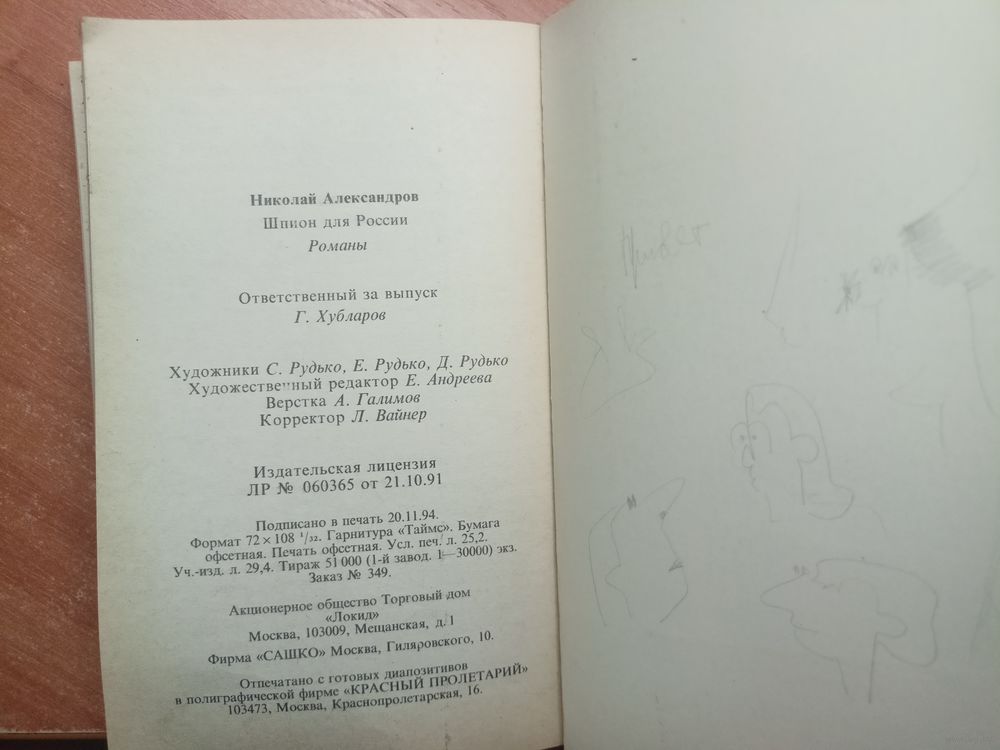 Николай Александров
Шпион для России
Романы
Ответственный за выпуск
Г. Хубларов
Художники С. Рудько, Е. Рудько, Д. Рудько
Художественный редактор Е. Андреева
Верстка А. Галимов
Корректор Л. Вайнер
Издательская лицензия
ЛР № 060365 от 21.10.91
Подписано в печать 20.11.94.
Формат 72 × 108 ¹/₃₂. Гарнитура «Таймс». Бумага
офсетная. Печать офсетная. Усл. печ. л. 25,2.
Уч.-изд. л. 29,4. Тираж 51 000 (1-й завод. 1—30000) экз.
Заказ № 349.
Акционерное общество Торговый дом
«Локид»
Москва, 103009, Мещанская, д. 1
Фирма «САШКО» Москва, Гиляровского, 10.
Отпечатано с готовых диапозитивов
в полиграфической фирме «КРАСНЫЙ ПРОЛЕТАРИЙ»
103473, Москва, Краснопролетарская, 16.
Привет